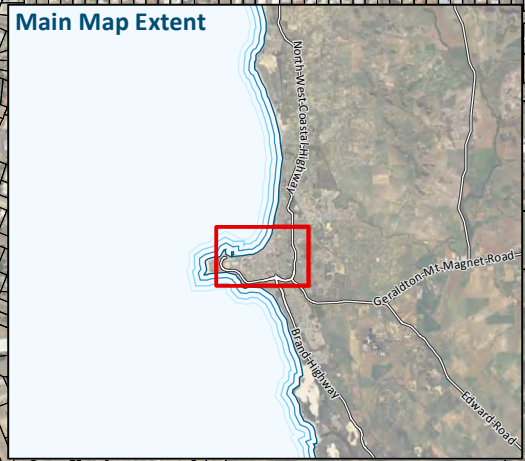 Main Map Extent
North-West-Coastal-Highway
Geraldton-Mt-Magnet-Road
Brand-Highway
Edward-Road